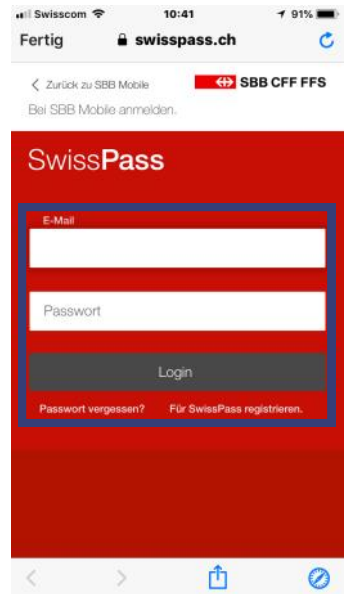 Swisscom 10:41 91%
Fertig swisspass.ch
Zurück zu SBB Mobile SBB CFF FFS
Bei SBB Mobile anmelden.
SwissPass
E-Mail
Passwort
Login
Passwort vergessen? Für SwissPass registrieren.